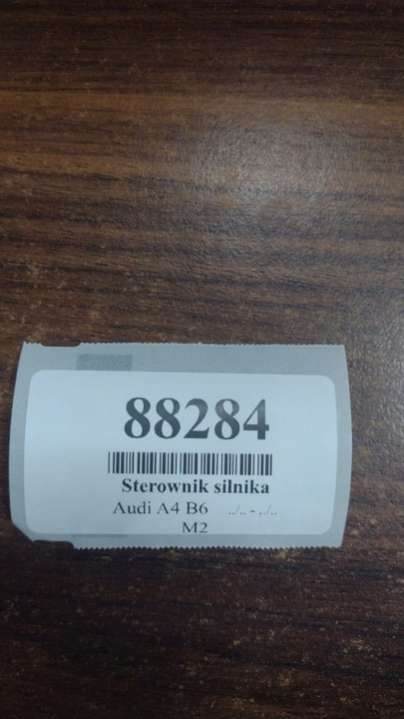 88284
Sterownik silnika
Audi A4 B6 ../.. - ../..
M2